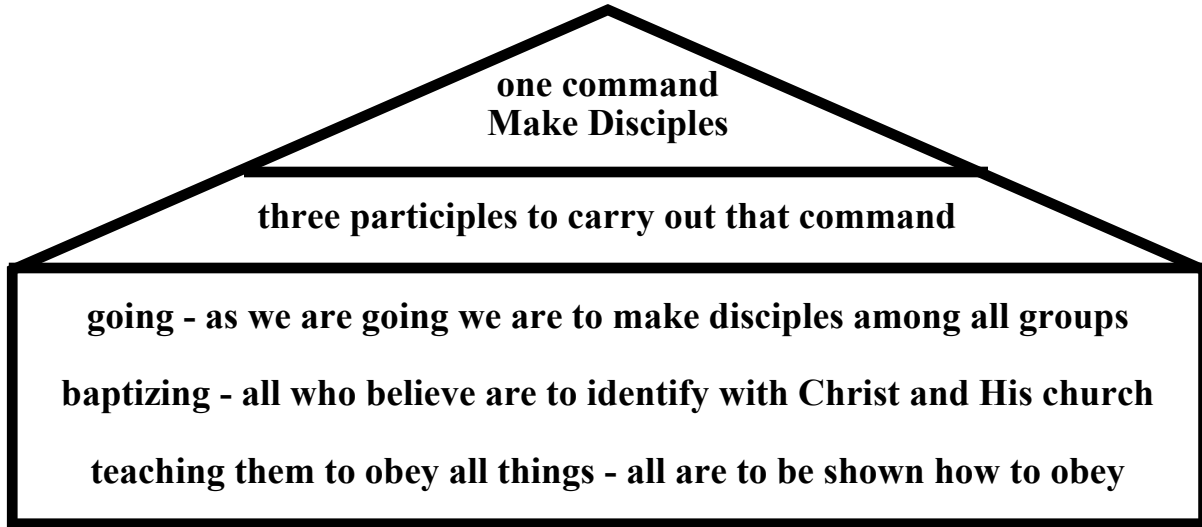 one command
Make Disciples
three participles to carry out that command
going - as we are going we are to make disciples among all groups
baptizing - all who believe are to identify with Christ and His church
teaching them to obey all things - all are to be shown how to obey